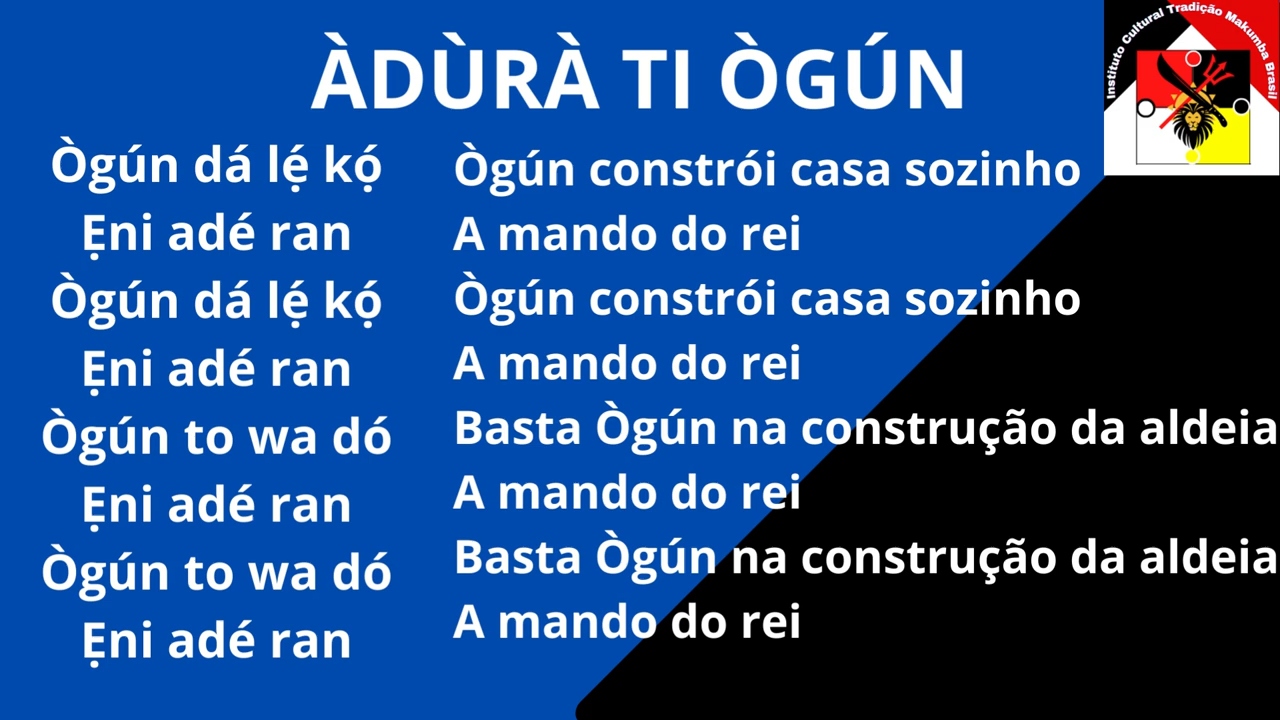 ÀDÙRÀ TI ÒGÚN
Instituto Cultural Tradição Makumba Brasil
Ògún dá lẹ́ kọ́
Ẹni adé ran
Ògún dá lẹ́ kọ́
Ẹni adé ran
Ògún to wa dó
Ẹni adé ran
Ògún to wa dó
Ẹni adé ran
Ògún constrói casa sozinho
A mando do rei
Ògún constrói casa sozinho
A mando do rei
Basta Ògún na construção da aldeia
A mando do rei
Basta Ògún na construção da aldeia
A mando do rei